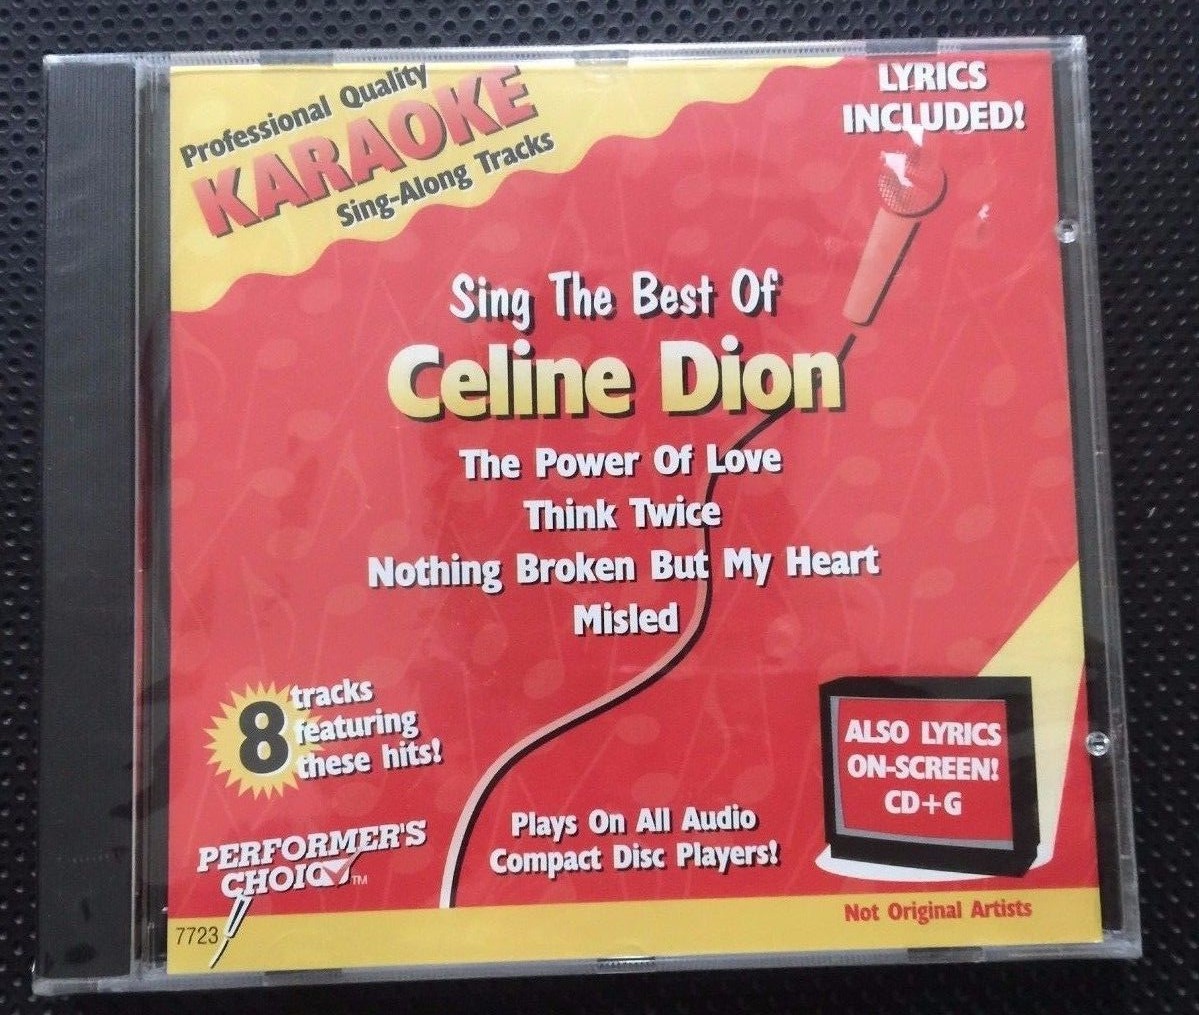 Professional Quality
KARAOKE
Sing-Along Tracks
LYRICS
INCLUDED!
Sing The Best Of
Celine Dion
The Power Of Love
Think Twice
Nothing Broken But My Heart
Misled
8 tracks
featuring
these hits!
PERFORMER'S
CHOICE™
7723
Plays On All Audio
Compact Disc Players!
ALSO LYRICS
ON-SCREEN!
CD+G
Not Original Artists